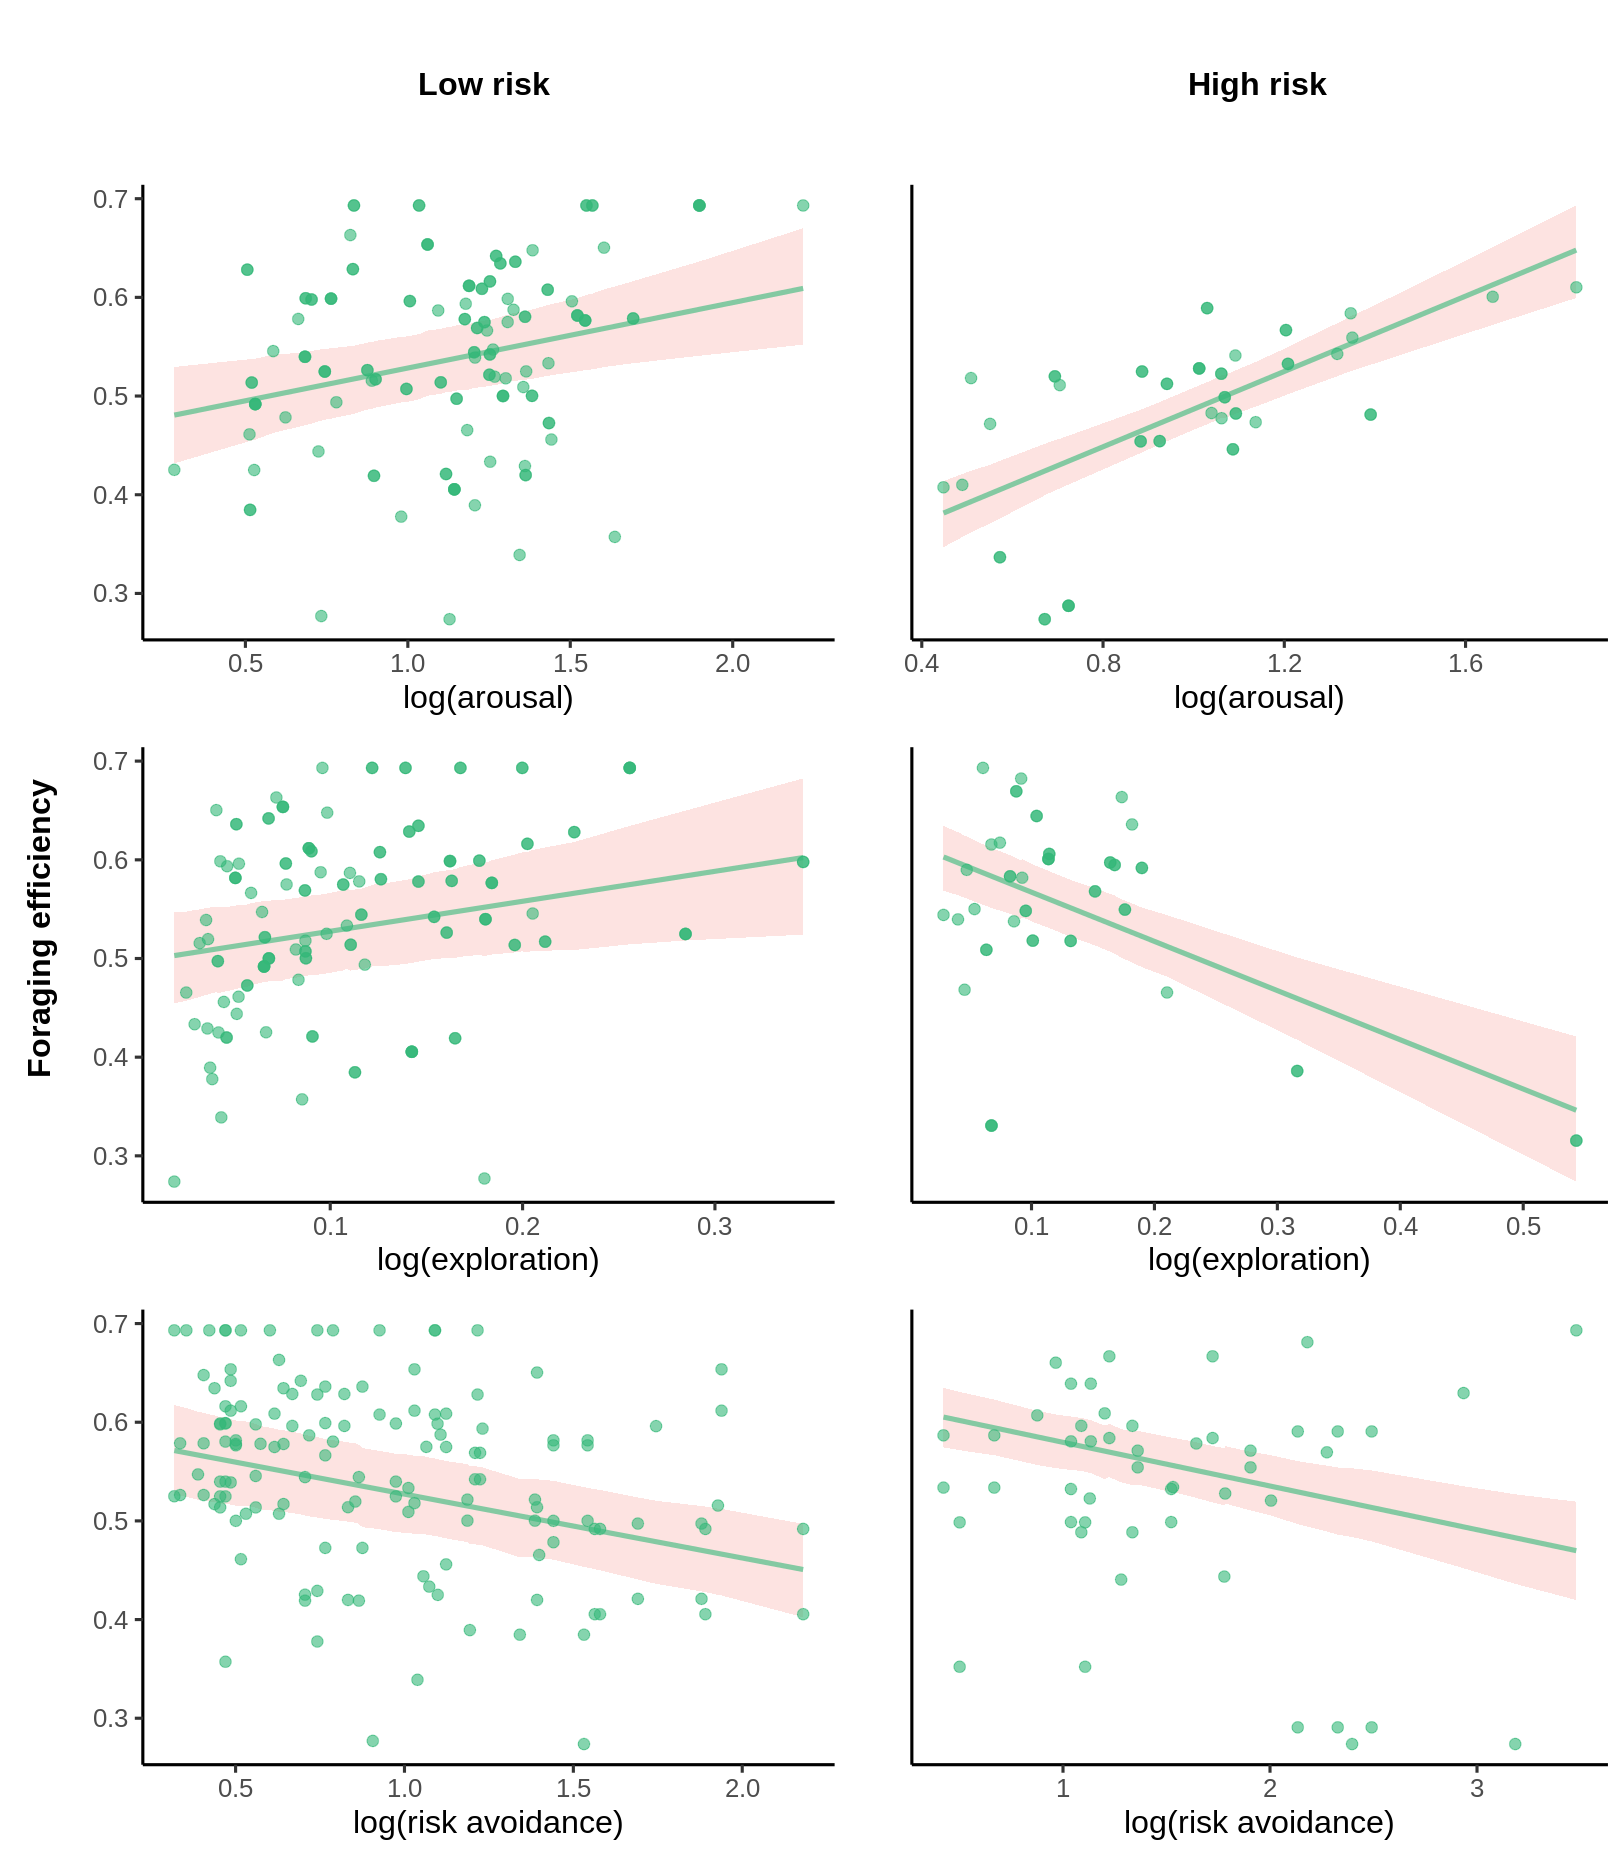 Low risk
High risk
0.7
0.6
0.5
0.4
0.3
0.5 1.0 1.5 2.0
log(arousal)
0.4 0.8 1.2 1.6
log(arousal)
Foraging efficiency
0.7
0.6
0.5
0.4
0.3
0.1 0.2 0.3
log(exploration)
0.1 0.2 0.3 0.4 0.5
log(exploration)
0.7
0.6
0.5
0.4
0.3
0.5 1.0 1.5 2.0
log(risk avoidance)
1 2 3
log(risk avoidance)